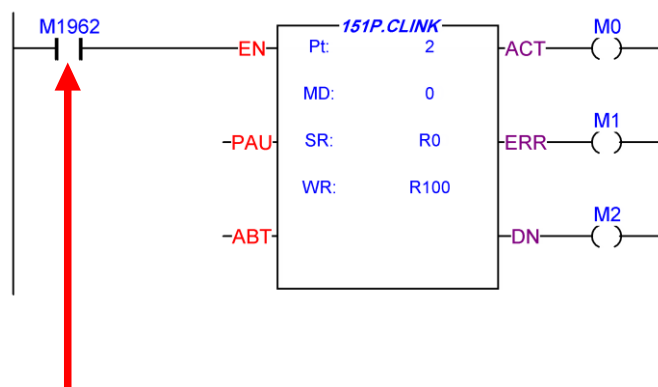 M1962
151P.CLINK
M0
EN Pt: 2 ACT
MD: 0
M1
PAU SR: R0 ERR
WR: R100
M2
ABT DN